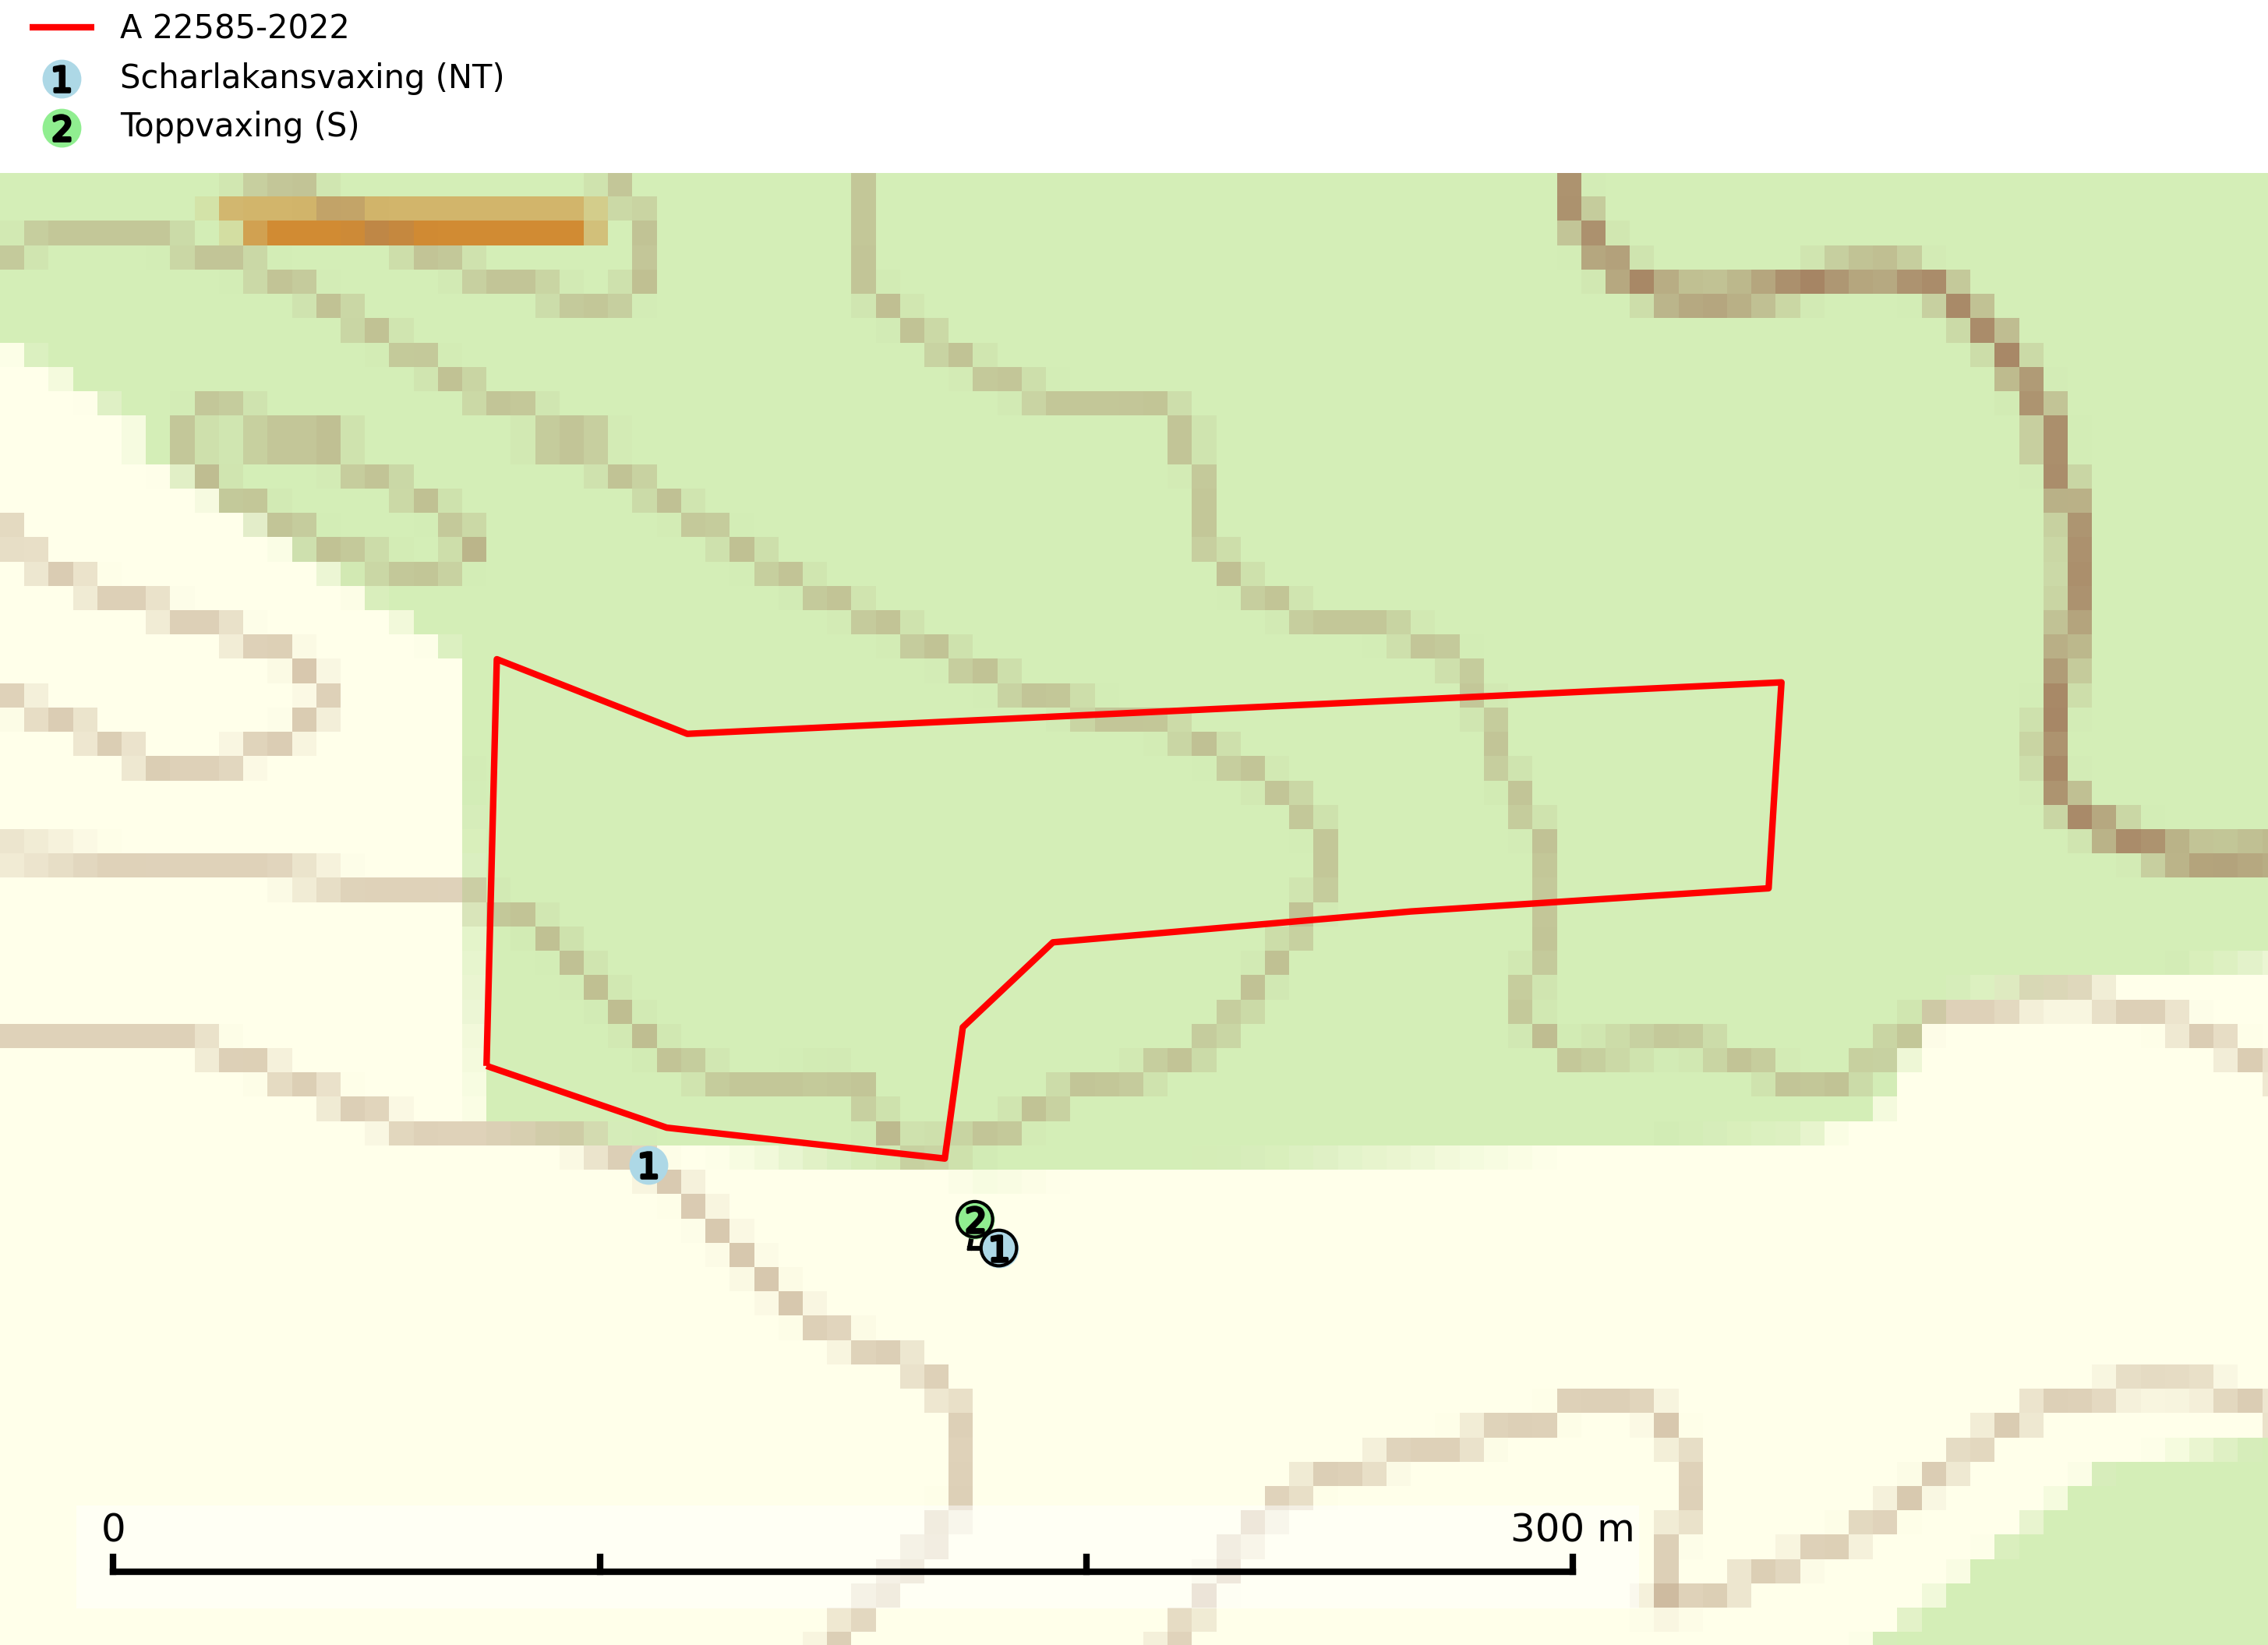 A 22585-2022
1 Scharlakansvaxing (NT)
2 Toppvaxing (S)
1
2
1
0 300 m